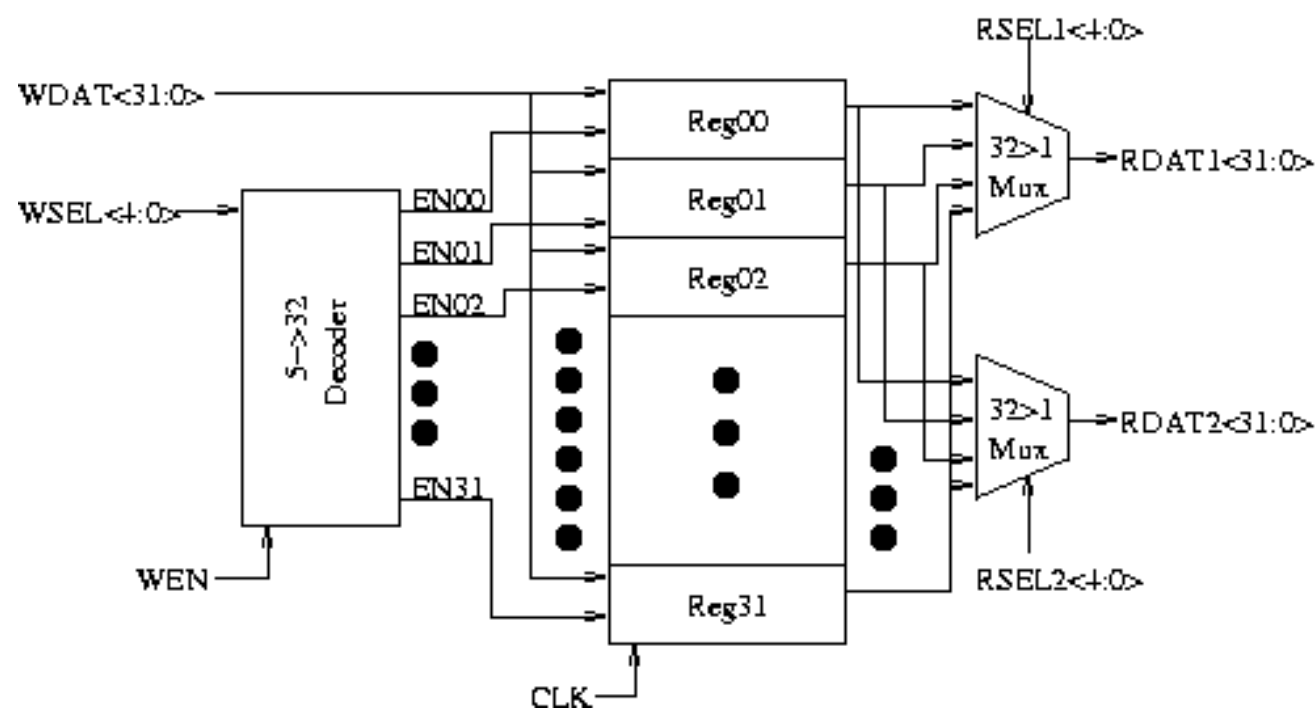 RSEL1<4:0>
WDAT<31:0>
Reg00
32>1
Mux
RDAT1<31:0>
WSEL<4:0>
EN00
Reg01
EN01
Reg02
EN02
5->32
Decoder
32>1
Mux
RDAT2<31:0>
EN31
WEN
RSEL2<4:0>
Reg31
CLK